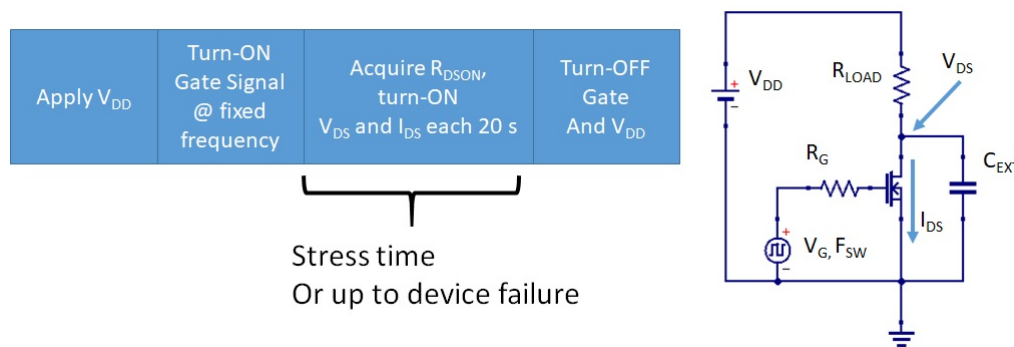 Apply VDD
Turn-ON
Gate Signal
@ fixed
frequency
Acquire RDSON,
turn-ON
VDS and IDS each 20 s
Turn-OFF
Gate
And VDD
Stress time
Or up to device failure
VDD
+
−
RLOAD
VDS
RG
CEXT
IDS
+
VG, FSW
−